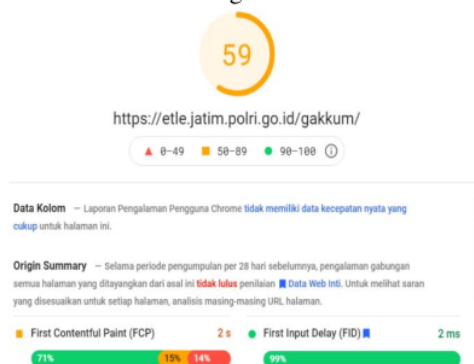 59
https://etle.jatim.polri.go.id/gakkum/
0–49 50–89 90–100
Data Kolom — Laporan Pengalaman Pengguna Chrome tidak memiliki data kecepatan nyata yang
cukup untuk halaman ini.
Origin Summary — Selama periode pengumpulan per 28 hari sebelumnya, pengalaman gabungan
semua halaman yang ditayangkan dari asal ini tidak lulus penilaian Data Web Inti. Untuk melihat saran
yang disesuaikan untuk setiap halaman, analisis masing-masing URL halaman.
First Contentful Paint (FCP) 2 s First Input Delay (FID) 2 ms
71% 15% 14% 99%